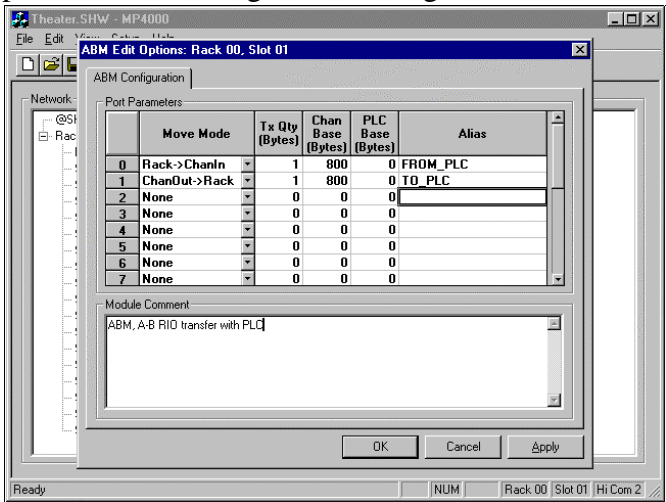 Theater.SHW - MP4000
File Edit
ABM Edit Options: Rack 00, Slot 01
ABM Configuration
Network
Port Parameters
Move Mode Tx Qty (Bytes) Chan Base (Bytes) PLC Base (Bytes) Alias
0 Rack->ChanIn 1 800 0 FROM_PLC
1 ChanOut->Rack 1 800 0 TO_PLC
2 None 0 0 0
3 None 0 0 0
4 None 0 0 0
5 None 0 0 0
6 None 0 0 0
7 None 0 0 0
Module Comment
ABM, A-B RIO transfer with PLC
OK Cancel Apply
Ready NUM Rack 00 Slot 01 Hi Com 2